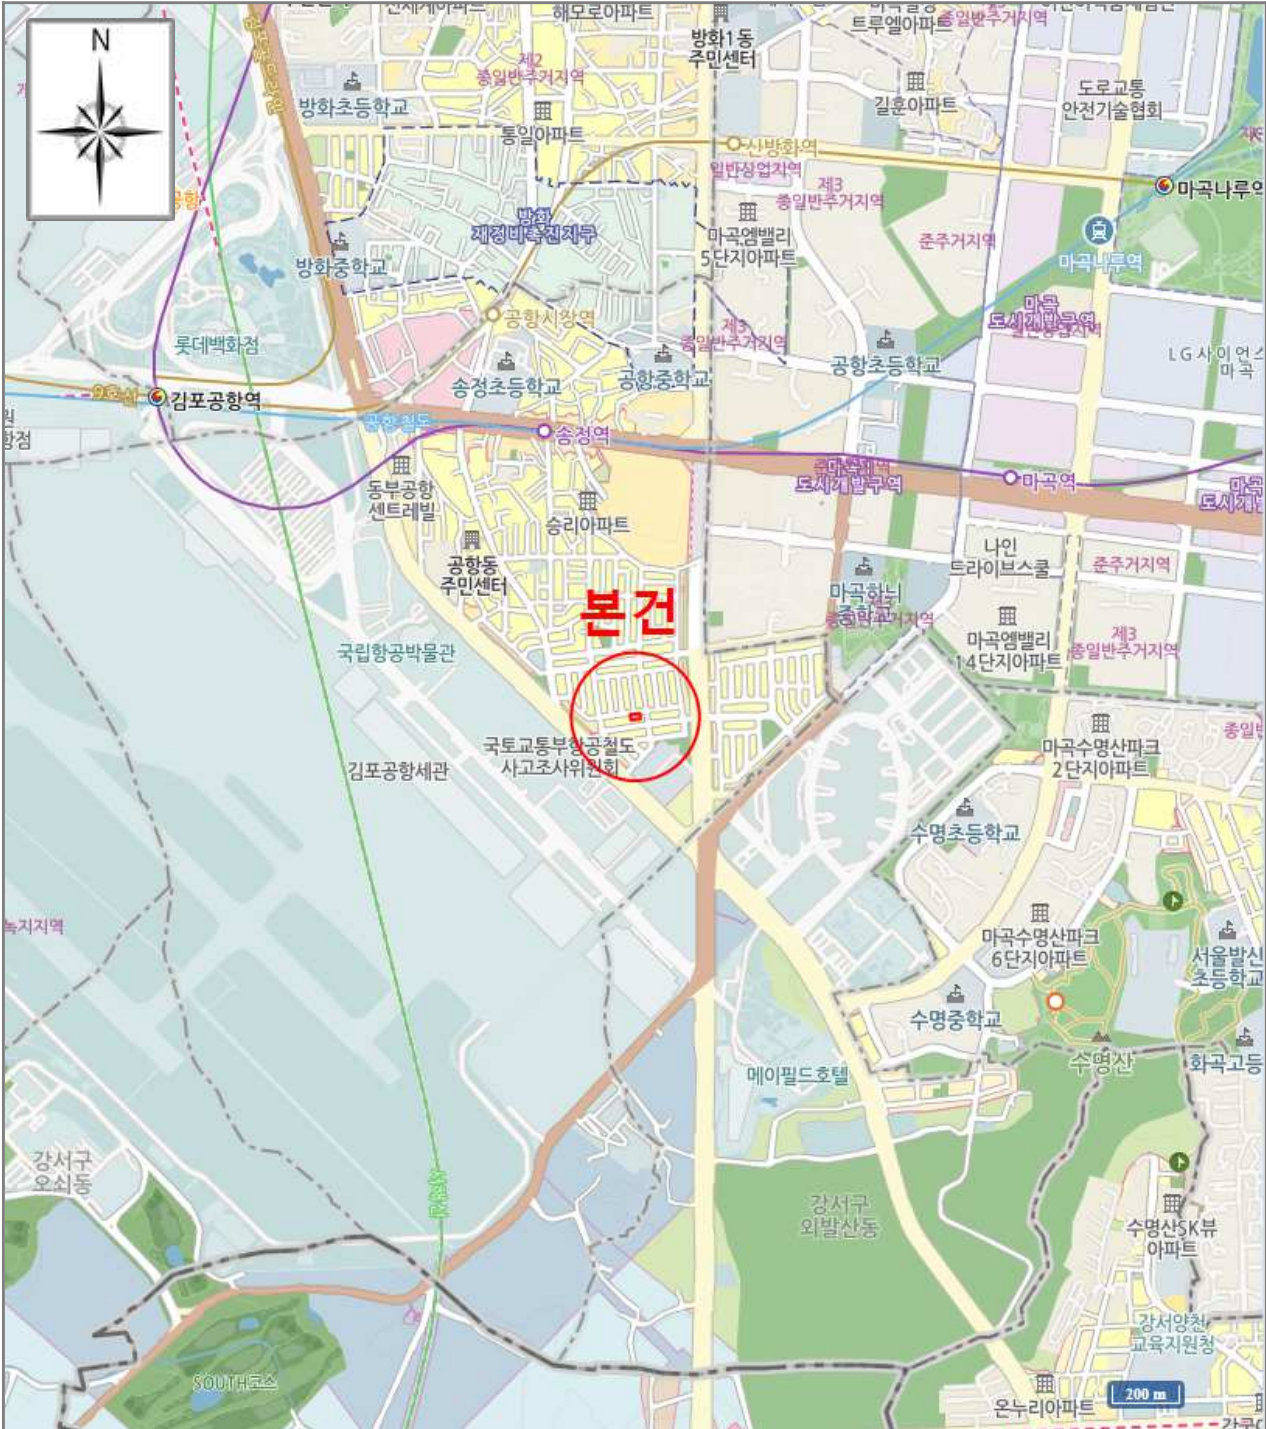 N
해모로아파트
방화1동
주민센터
트루엘아파트
종일반주거지역
제2
종일반주거지역
방화초등학교
통일아파트
길훈아파트
도로교통
안전기술협회
신방화역
일반상업지역
제3
종일반주거지역
마곡나루역
마곡나루역
방화
재정비촉진지구
방화중학교
마곡엠밸리
5단지아파트
준주거지역
마곡
도시개발구역
공항시장역
제3
종일반주거지역
롯데백화점
송정초등학교
공항중학교
공항초등학교
LG사이언스
마곡
9호선
김포공항역
공항철도
송정역
도시개발구역
마곡역
마곡
도시개발
동부공항
센트레빌
승리아파트
공항동
주민센터
나인
드라이브스쿨
준주거지역
마곡하늬
중학교
본건
마곡엠밸리
14단지아파트
제3
종일반주거지역
국립항공박물관
국토교통부항공철도
사고조사위원회
김포공항세관
마곡수명산파크
2단지아파트
수명초등학교
녹지지역
마곡수명산파크
6단지아파트
서울발산
초등학교
수명중학교
수명산
화곡고등
메이필드호텔
강서구
오쇠동
강서구
외발산동
수명산SK뷰
아파트
강서양천
교육지원청
SOUTH코스
온누리아파트
200 m